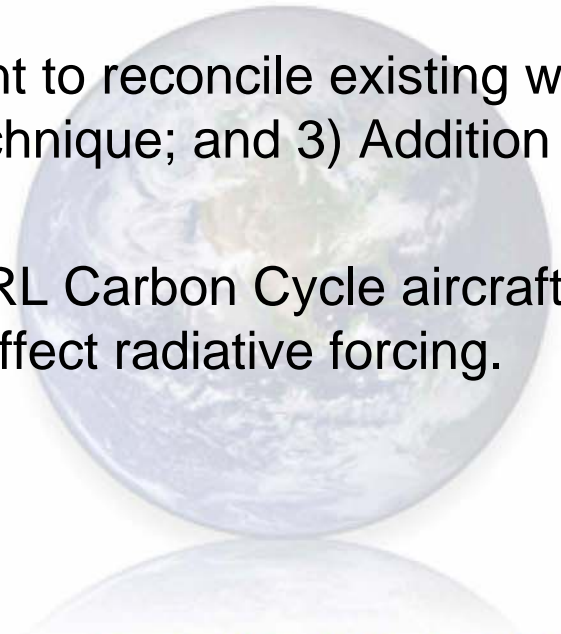 nt to reconcile existing w
chnique; and 3) Addition
RL Carbon Cycle aircraft
ffect radiative forcing.